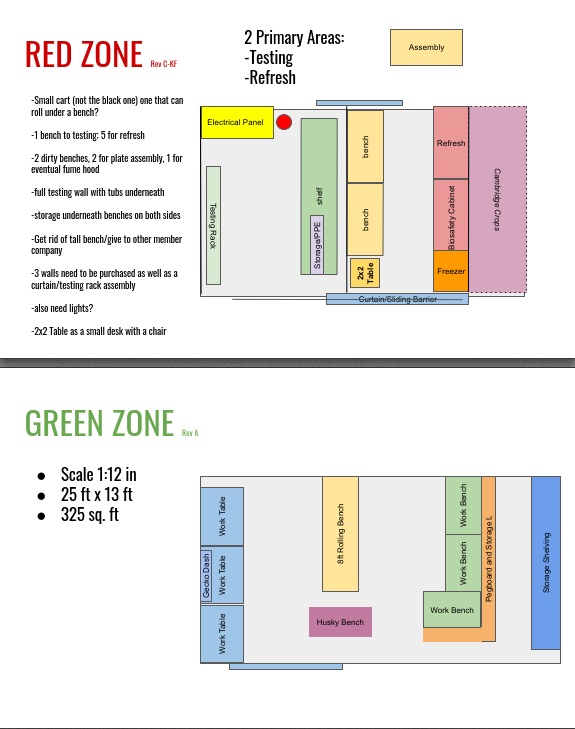 RED ZONE Rev C-KF
2 Primary Areas:
-Testing
-Refresh
Assembly
-Small cart (not the black one) one that can
roll under a bench?
-1 bench to testing: 5 for refresh
-2 dirty benches, 2 for plate assembly, 1 for
eventual fume hood
-full testing wall with tubs underneath
-storage underneath benches on both sides
-Get rid of tall bench/give to other member
company
-3 walls need to be purchased as well as a
curtain/testing rack assembly
-also need lights?
-2x2 Table as a small desk with a chair
Electrical Panel
Testing Rack
shelf
Storage/PPE
bench
bench
2x2
Table
Refresh
Biosafety Cabinet
Freezer
Cambridge Crops
Curtain/Sliding Barrier
GREEN ZONE Rev A
● Scale 1:12 in
● 25 ft x 13 ft
● 325 sq. ft
Work Table
Gecko Dash
Work Table
Work Table
8ft Rolling Bench
Husky Bench
Work Bench
Work Bench
Work Bench
Pegboard and Storage L
Storage Shelving